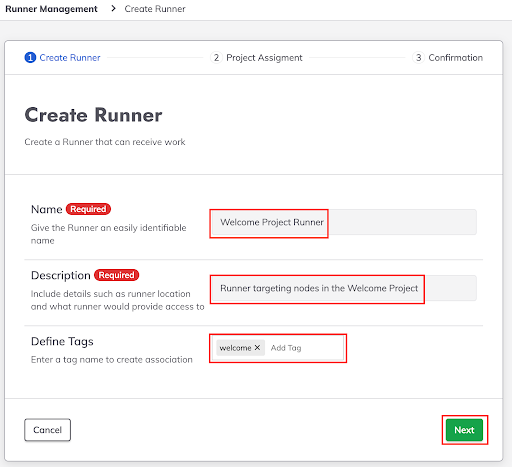 Runner Management > Create Runner
1 Create Runner 2 Project Assigment 3 Confirmation
Create Runner
Create a Runner that can receive work
Name Required
Give the Runner an easily identifiable
name
Welcome Project Runner
Description Required
Include details such as runner location
and what runner would provide access to
Runner targeting nodes in the Welcome Project
Define Tags
Enter a tag name to create association
welcome × Add Tag
Cancel Next